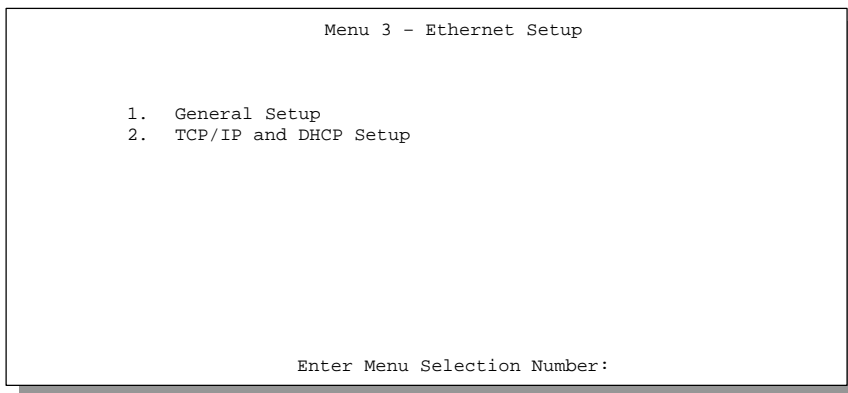 Menu 3 – Ethernet Setup
1. General Setup
2. TCP/IP and DHCP Setup
Enter Menu Selection Number: